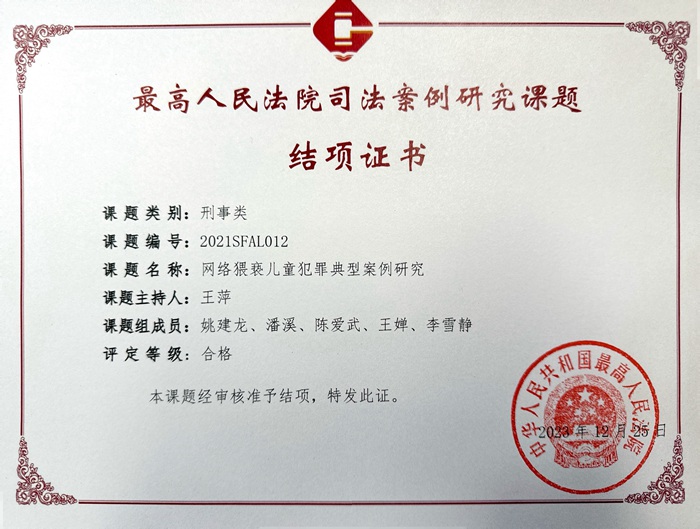 最高人民法院司法案例研究课题
结项证书
课题类别：刑事类
课题编号：2021SFAL012
课题名称：网络猥亵儿童犯罪典型案例研究
课题主持人：王萍
课题组成员：姚建龙、潘溪、陈爱武、王婵、李雪静
评定等级：合格
本课题经审核准予结项，特发此证。
中华人民共和国最高人民法院
2023年12月25日